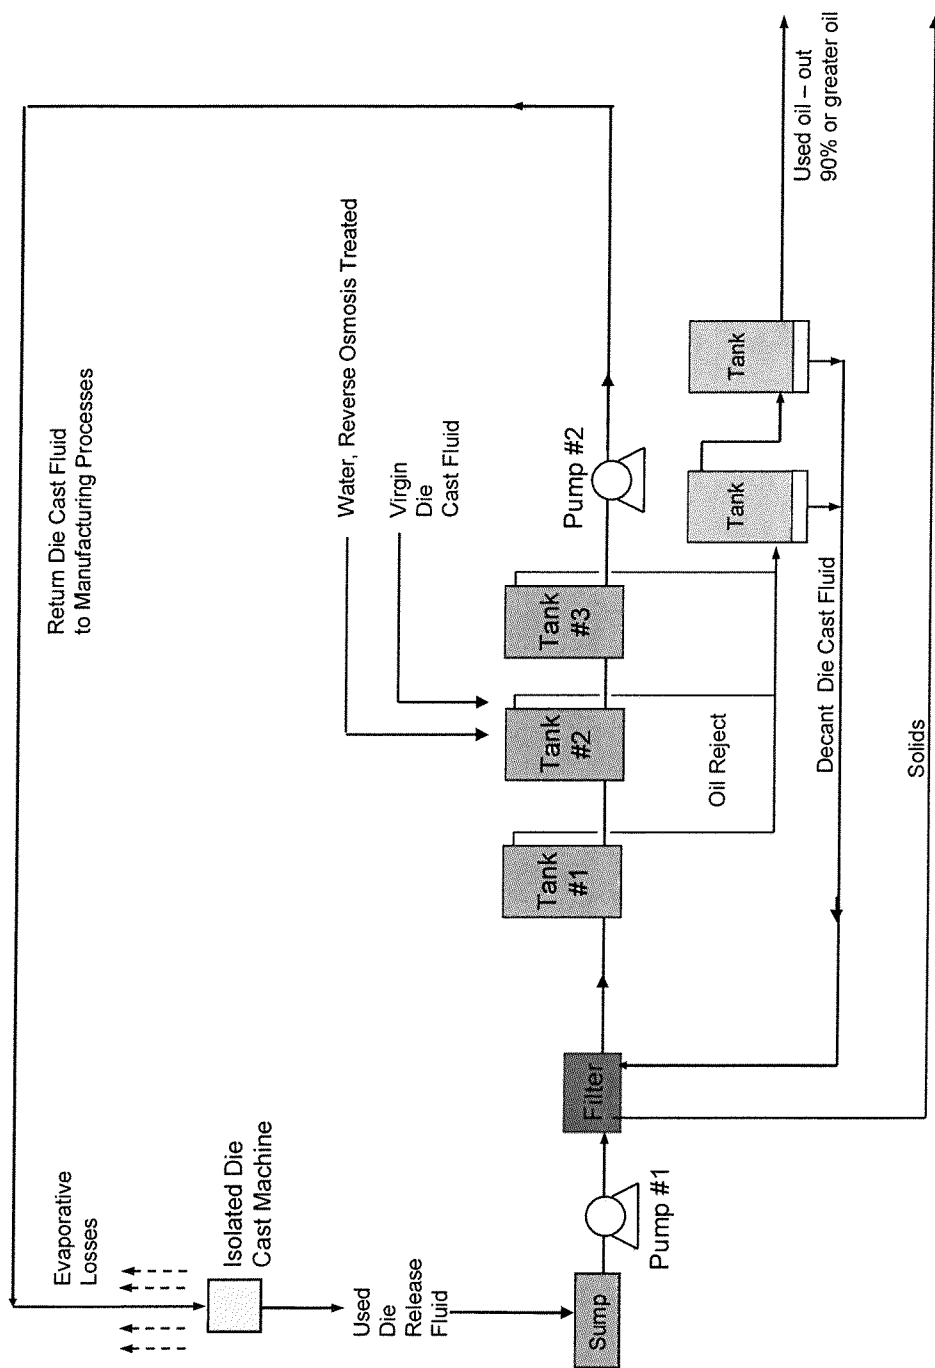 Evaporative
Losses
Isolated Die
Cast Machine
Used
Die
Release
Fluid
Sump
Pump #1
Filter
Return Die Cast Fluid
to Manufacturing Processes
Water, Reverse Osmosis Treated
Virgin
Die
Cast Fluid
Tank
#1
Tank
#2
Tank
#3
Pump #2
Oil Reject
Tank
Tank
Decant Die Cast Fluid
Solids
Used oil – out
90% or greater oil